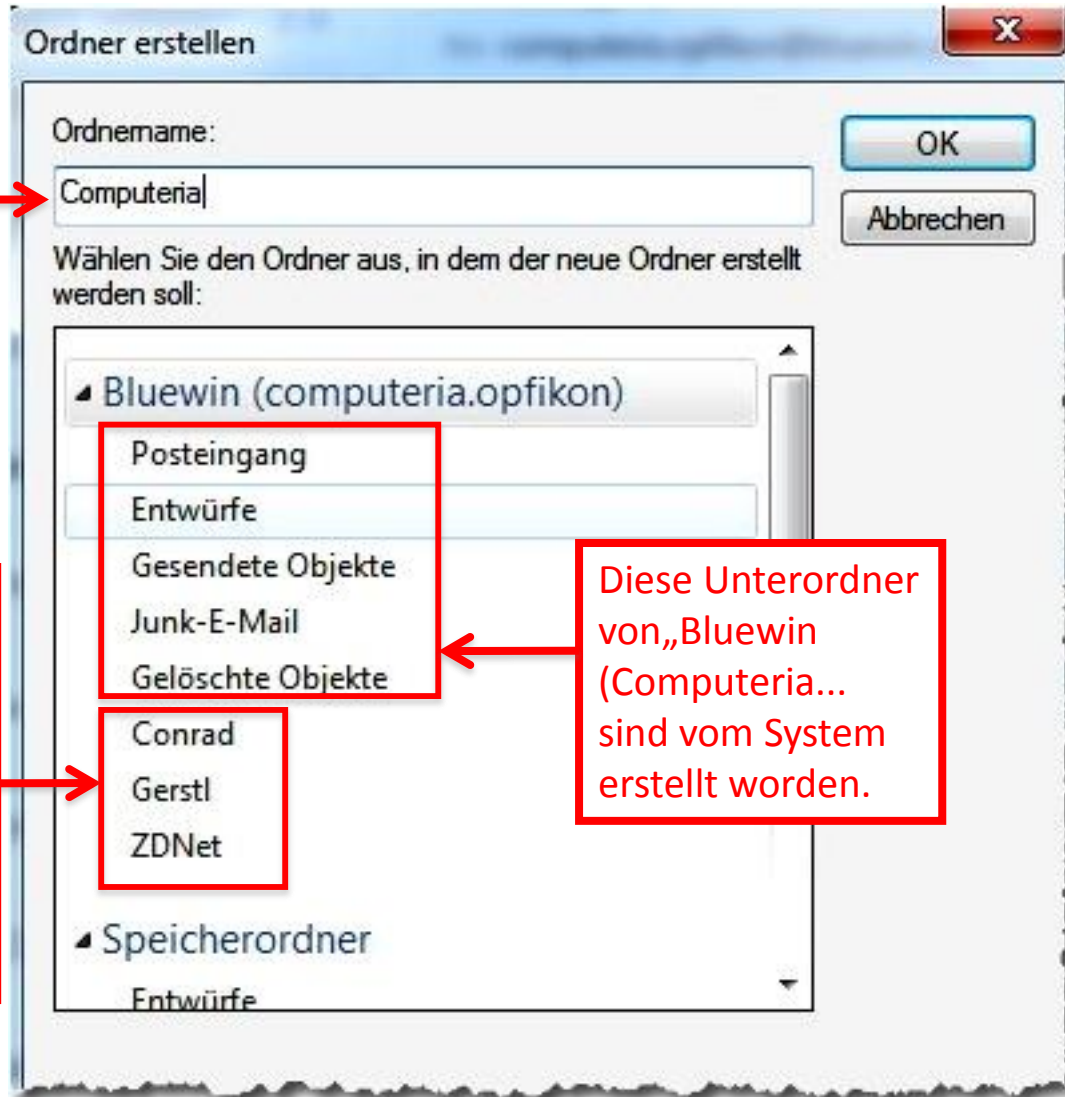 Ordner erstellen
Ordnername:
Computeria
OK
Abbrechen
Wählen Sie den Ordner aus, in dem der neue Ordner erstellt
werden soll:
Bluewin (computeria.opfikon)
Posteingang
Entwürfe
Gesendete Objekte
Junk-E-Mail
Gelöschte Objekte
Conrad
Gerstl
ZDNet
Speicherordner
Entwürfe
Diese Unterordner
von„Bluewin
(Computeria...
sind vom System
erstellt worden.